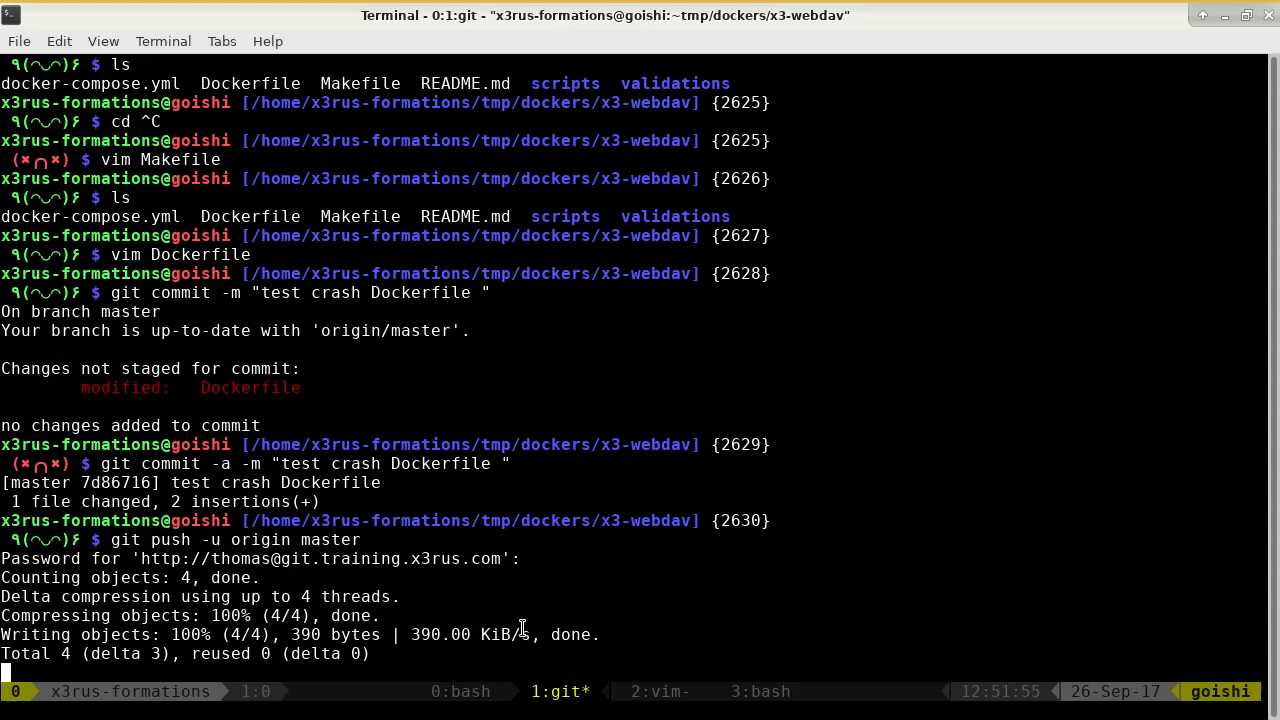 Terminal - 0:1:git - "x3rus-formations@goishi:~tmp/dockers/x3-webdav"
File Edit View Terminal Tabs Help
٩(◠◡◠)۶ $ ls
docker-compose.yml Dockerfile Makefile README.md scripts validations
x3rus-formations@goishi [/home/x3rus-formations/tmp/dockers/x3-webdav] {2625}
٩(◠◡◠)۶ $ cd ^C
x3rus-formations@goishi [/home/x3rus-formations/tmp/dockers/x3-webdav] {2625}
(✖╭╮✖) $ vim Makefile
x3rus-formations@goishi [/home/x3rus-formations/tmp/dockers/x3-webdav] {2626}
٩(◠◡◠)۶ $ ls
docker-compose.yml Dockerfile Makefile README.md scripts validations
x3rus-formations@goishi [/home/x3rus-formations/tmp/dockers/x3-webdav] {2627}
٩(◠◡◠)۶ $ vim Dockerfile
x3rus-formations@goishi [/home/x3rus-formations/tmp/dockers/x3-webdav] {2628}
٩(◠◡◠)۶ $ git commit -m "test crash Dockerfile "
On branch master
Your branch is up-to-date with 'origin/master'.
Changes not staged for commit:
modified: Dockerfile
no changes added to commit
x3rus-formations@goishi [/home/x3rus-formations/tmp/dockers/x3-webdav] {2629}
(✖╭╮✖) $ git commit -a -m "test crash Dockerfile "
[master 7d86716] test crash Dockerfile
1 file changed, 2 insertions(+)
x3rus-formations@goishi [/home/x3rus-formations/tmp/dockers/x3-webdav] {2630}
٩(◠◡◠)۶ $ git push -u origin master
Password for 'http://thomas@git.training.x3rus.com':
Counting objects: 4, done.
Delta compression using up to 4 threads.
Compressing objects: 100% (4/4), done.
Writing objects: 100% (4/4), 390 bytes | 390.00 KiB/s, done.
Total 4 (delta 3), reused 0 (delta 0)
0 x3rus-formations 1:0 0:bash 1:git* 2:vim- 3:bash 12:51:55 26-Sep-17 goishi